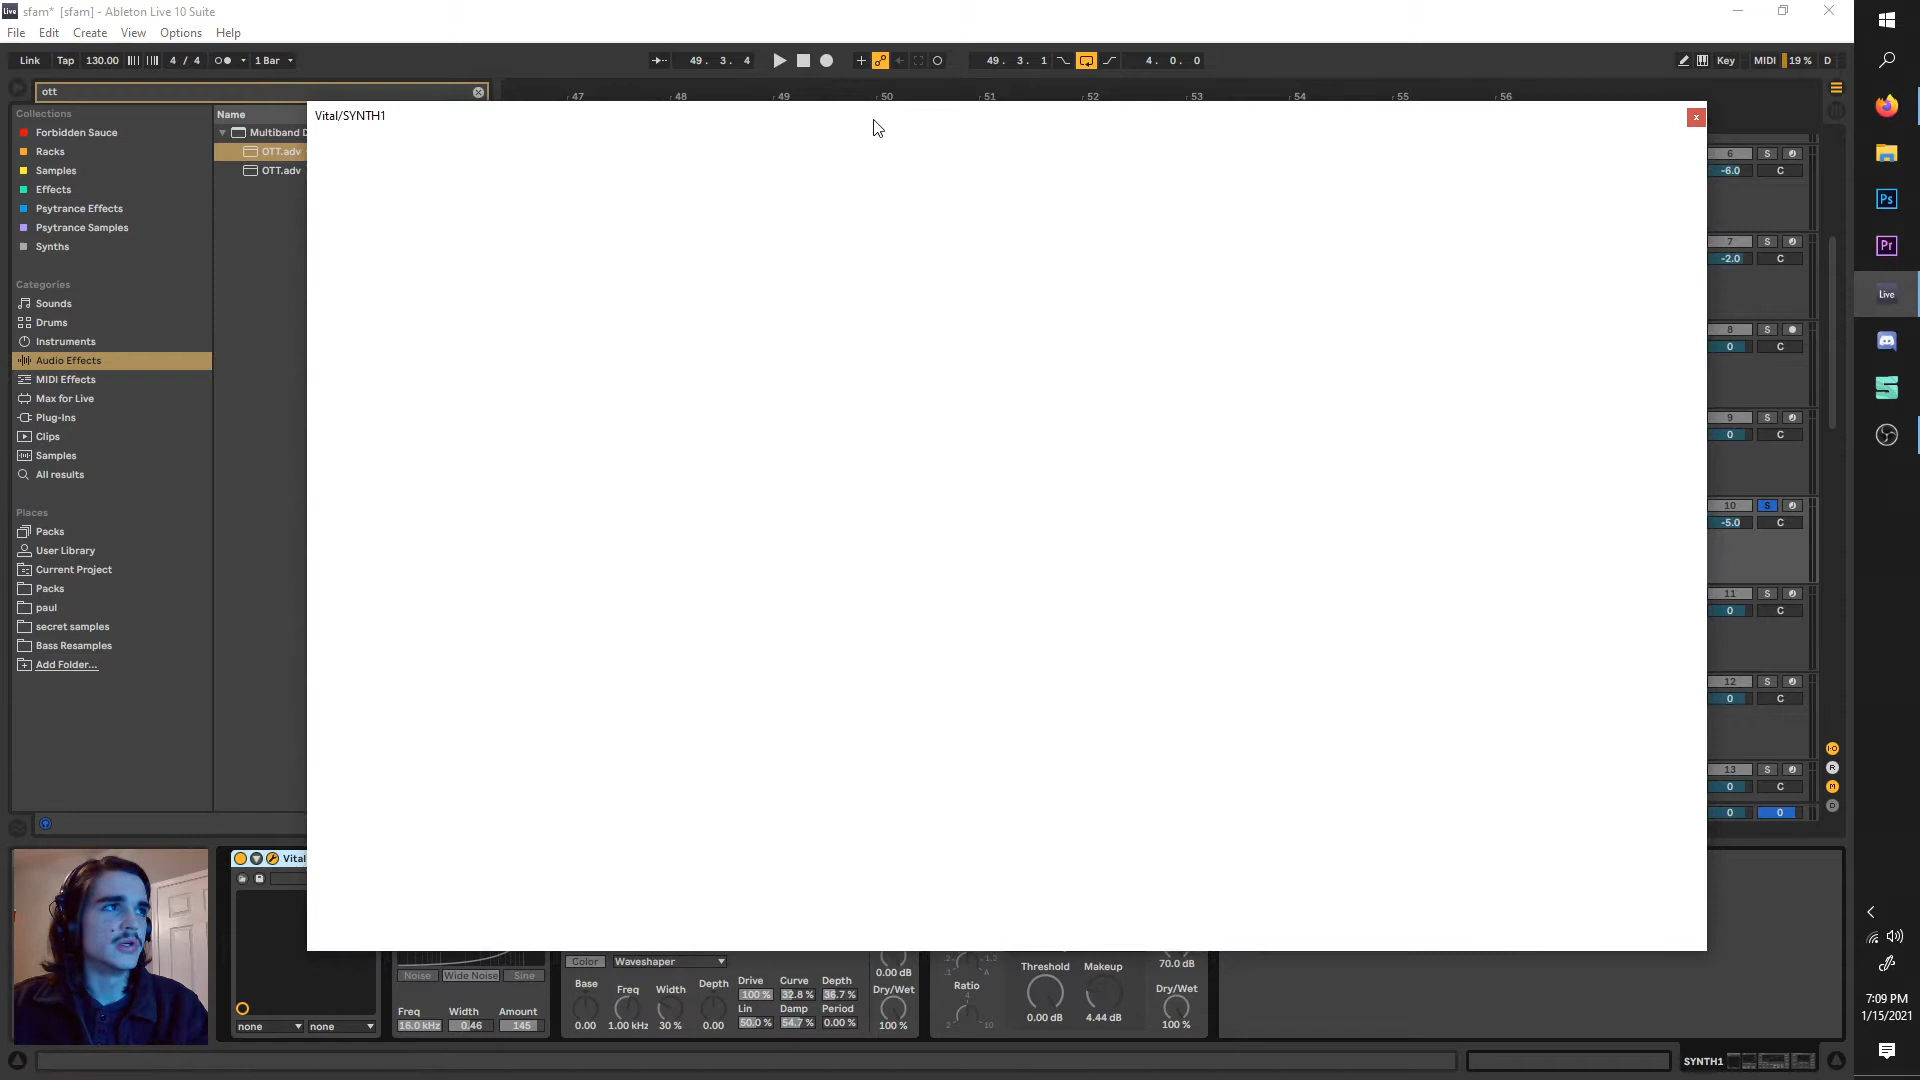 Live sfam* [sfam] - Ableton Live 10 Suite
File Edit Create View Options Help
Link Tap 130.00 4 / 4 1 Bar 49. 3. 4 49. 3. 1 4. 0. 0 Key MIDI 19 % D
ott
47 48 49 50 51 52 53 54 55 56
Collections
Forbidden Sauce
Racks
Samples
Effects
Psytrance Effects
Psytrance Samples
Synths
Categories
Sounds
Drums
Instruments
Audio Effects
MIDI Effects
Max for Live
Plug-Ins
Clips
Samples
All results
Places
Packs
User Library
Current Project
Packs
paul
secret samples
Bass Resamples
Add Folder...
Name
Multiband D
OTT.adv
OTT.adv
Vital/SYNTH1
x
6 S
-6.0 C
7 S
-2.0 C
8 S
0 C
9 S
0 C
10 S
-5.0 C
11 S
0 C
12 S
0 C
13 S
0 C
0 0
I·O
R
M
D
Ps
Pr
Live
Vital
none none
Noise Wide Noise Sine
Freq Width Amount
16.0 kHz 0.46 145
Color Waveshaper
Base Freq Width Depth
0.00 1.00 kHz 30 % 0.00
Drive Curve Depth
100 % 32.8 % 36.7 %
Lin Damp Period
50.0 % 54.7 % 0.00 %
0.00 dB
Dry/Wet
100 %
Ratio
Threshold Makeup
0.00 dB 4.44 dB
70.0 dB
Dry/Wet
100 %
SYNTH1
7:09 PM
1/15/2021